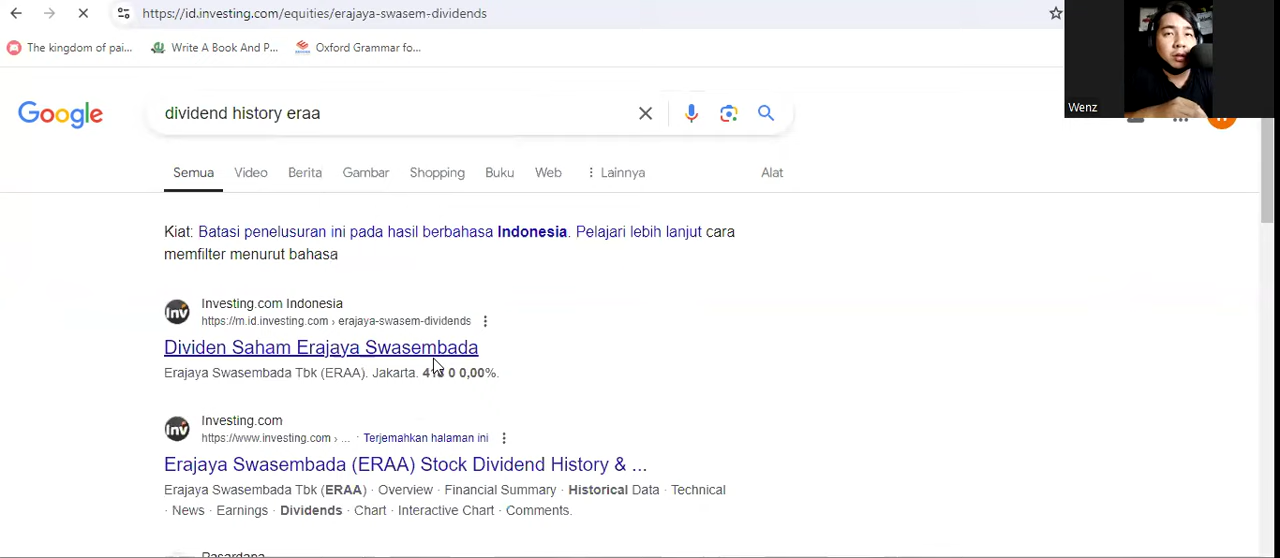 https://id.investing.com/equities/erajaya-swasem-dividends
The kingdom of pai...
Write A Book And P...
Oxford Grammar fo...
Wenz
Google
dividend history eraa
Semua
Video
Berita
Gambar
Shopping
Buku
Web
Lainnya
Alat
Kiat: Batasi penelusuran ini pada hasil berbahasa Indonesia. Pelajari lebih lanjut cara
memfilter menurut bahasa
Inv
Investing.com Indonesia
https://m.id.investing.com › erajaya-swasem-dividends
Dividen Saham Erajaya Swasembada
Erajaya Swasembada Tbk (ERAA). Jakarta. 0 0,00%.
Inv
Investing.com
https://www.investing.com › ... · Terjemahkan halaman ini
Erajaya Swasembada (ERAA) Stock Dividend History & ...
Erajaya Swasembada Tbk (ERAA) · Overview · Financial Summary · Historical Data · Technical
· News · Earnings · Dividends · Chart · Interactive Chart · Comments.